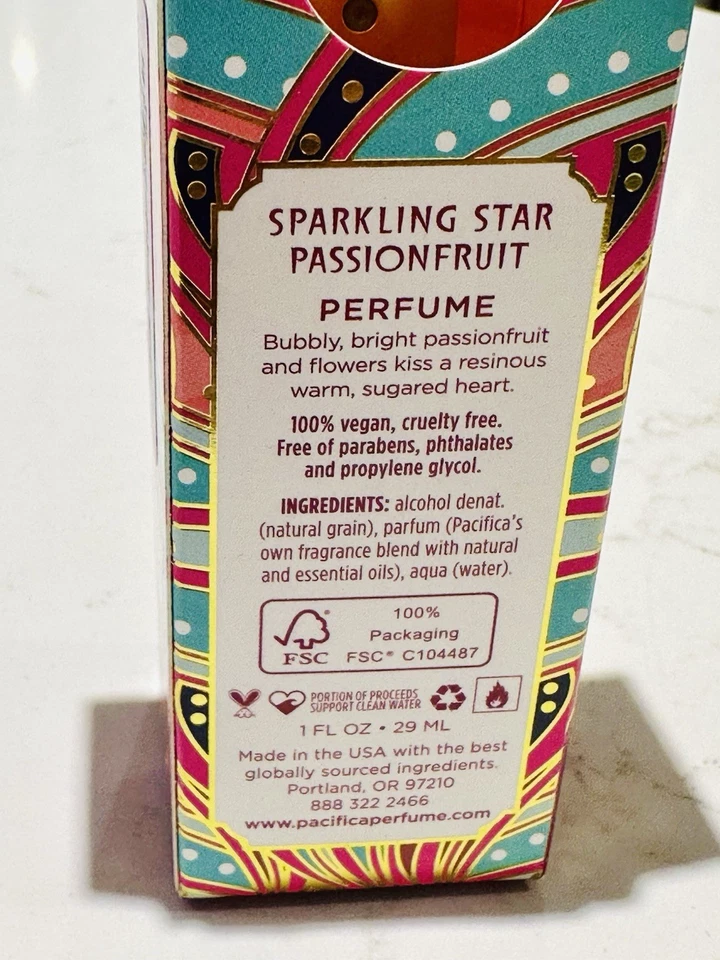 SPARKLING STAR
PASSIONFRUIT
PERFUME
Bubbly, bright passionfruit
and flowers kiss a resinous
warm, sugared heart.
100% vegan, cruelty free.
Free of parabens, phthalates
and propylene glycol.
INGREDIENTS: alcohol denat.
(natural grain), parfum (Pacifica's
own fragrance blend with natural
and essential oils), aqua (water).
100%
Packaging
FSC® FSC® C104487
PORTION OF PROCEEDS
SUPPORT CLEAN WATER
1 FL OZ • 29 ML
Made in the USA with the best
globally sourced ingredients.
Portland, OR 97210
888 322 2466
www.pacificaperfume.com